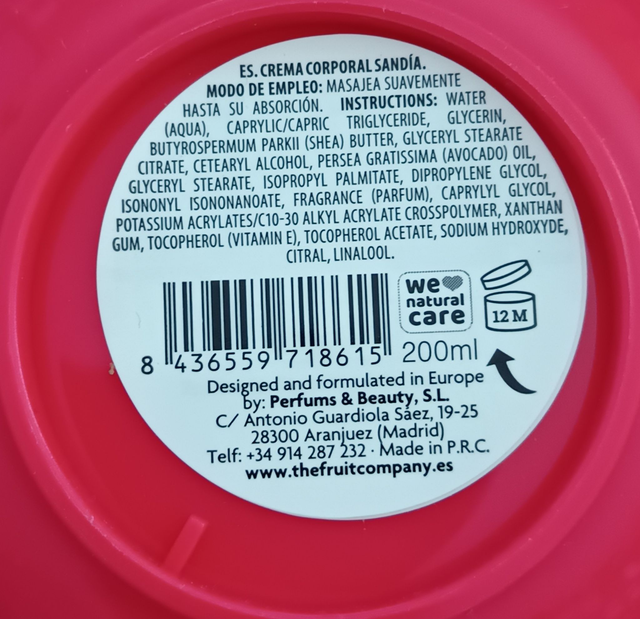 ES. CREMA CORPORAL SANDÍA.
MODO DE EMPLEO: MASAJEA SUAVEMENTE
HASTA SU ABSORCIÓN. INSTRUCTIONS: WATER
(AQUA), CAPRYLIC/CAPRIC TRIGLYCERIDE, GLYCERIN,
BUTYROSPERMUM PARKII (SHEA) BUTTER, GLYCERYL STEARATE
CITRATE, CETEARYL ALCOHOL, PERSEA GRATISSIMA (AVOCADO) OIL,
GLYCERYL STEARATE, ISOPROPYL PALMITATE, DIPROPYLENE GLYCOL,
ISONONYL ISONONANOATE, FRAGRANCE (PARFUM), CAPRYLYL GLYCOL,
POTASSIUM ACRYLATES/C10-30 ALKYL ACRYLATE CROSSPOLYMER, XANTHAN
GUM, TOCOPHEROL (VITAMIN E), TOCOPHEROL ACETATE, SODIUM HYDROXYDE,
CITRAL, LINALOOL.
we
natural
care
12 M
8 436559 718615
200ml
Designed and formulated in Europe
by: Perfums & Beauty, S.L.
C/ Antonio Guardiola Sáez, 19-25
28300 Aranjuez (Madrid)
Telf: +34 914 287 232 · Made in P.R.C.
www.thefruitcompany.es